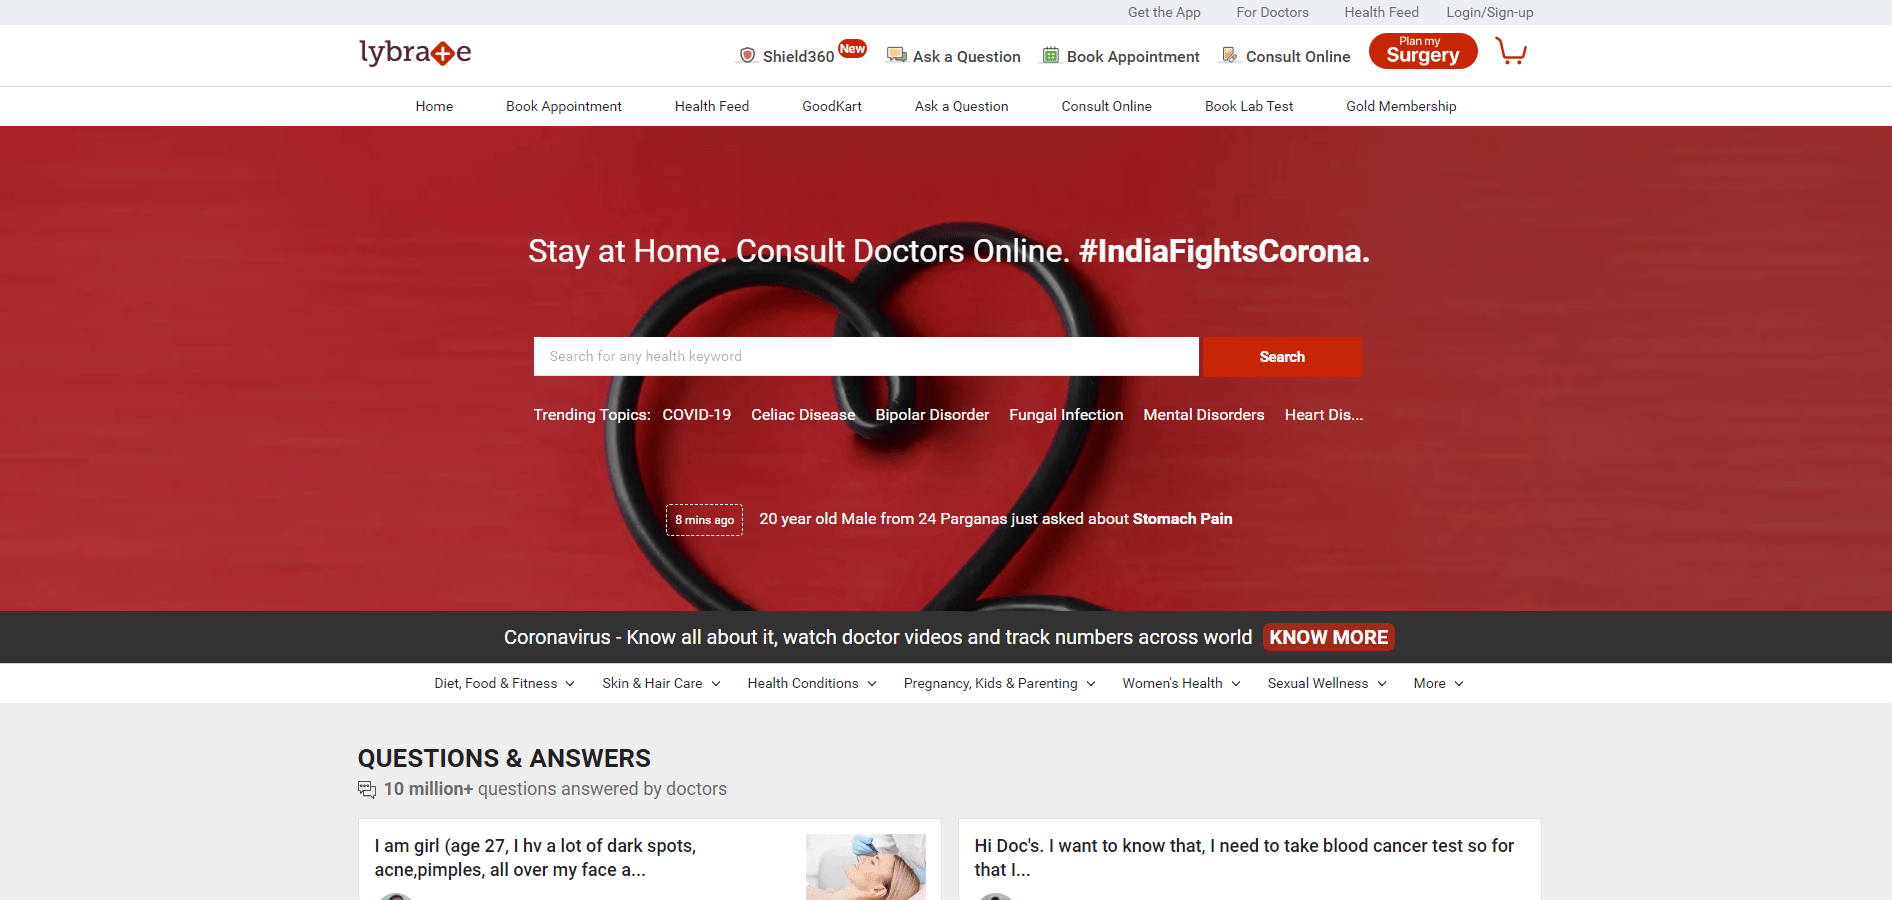 Get the App For Doctors Health Feed Login/Sign-up
lybrate
Shield360 New Ask a Question Book Appointment Consult Online Plan my Surgery
Home Book Appointment Health Feed GoodKart Ask a Question Consult Online Book Lab Test Gold Membership
Stay at Home. Consult Doctors Online. #IndiaFightsCorona.
Search for any health keyword Search
Trending Topics: COVID-19 Celiac Disease Bipolar Disorder Fungal Infection Mental Disorders Heart Dis...
8 mins ago 20 year old Male from 24 Parganas just asked about Stomach Pain
Coronavirus - Know all about it, watch doctor videos and track numbers across world KNOW MORE
Diet, Food & Fitness Skin & Hair Care Health Conditions Pregnancy, Kids & Parenting Women's Health Sexual Wellness More
QUESTIONS & ANSWERS
10 million+ questions answered by doctors
I am girl (age 27, I hv a lot of dark spots,
acne,pimples, all over my face a...
Hi Doc's. I want to know that, I need to take blood cancer test so for
that I...